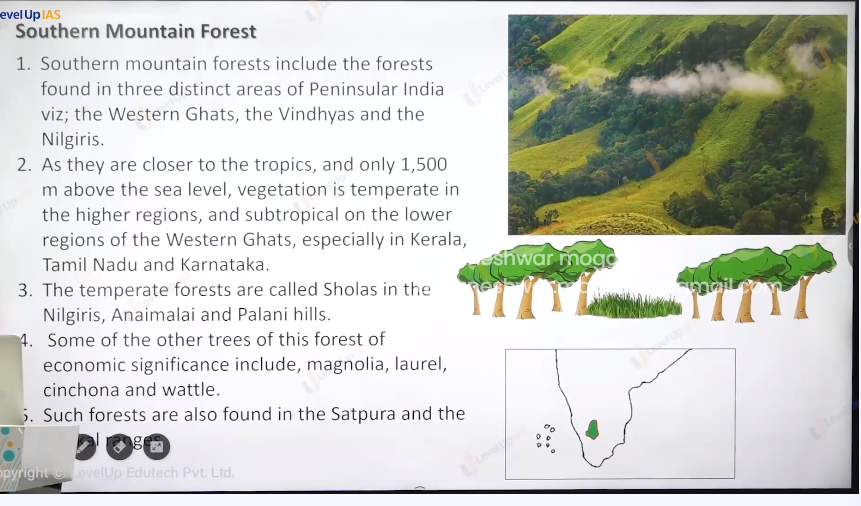 evelUp IAS
Southern Mountain Forest
1. Southern mountain forests include the forests
found in three distinct areas of Peninsular India
viz; the Western Ghats, the Vindhyas and the
Nilgiris.
2. As they are closer to the tropics, and only 1,500
m above the sea level, vegetation is temperate in
the higher regions, and subtropical on the lower
regions of the Western Ghats, especially in Kerala,
Tamil Nadu and Karnataka.
3. The temperate forests are called Sholas in the
Nilgiris, Anaimalai and Palani hills.
4. Some of the other trees of this forest of
economic significance include, magnolia, laurel,
cinchona and wattle.
5. Such forests are also found in the Satpura and the
al ranges
opyright © LevelUp Edutech Pvt. Ltd.
eshwar moga
gmail.com